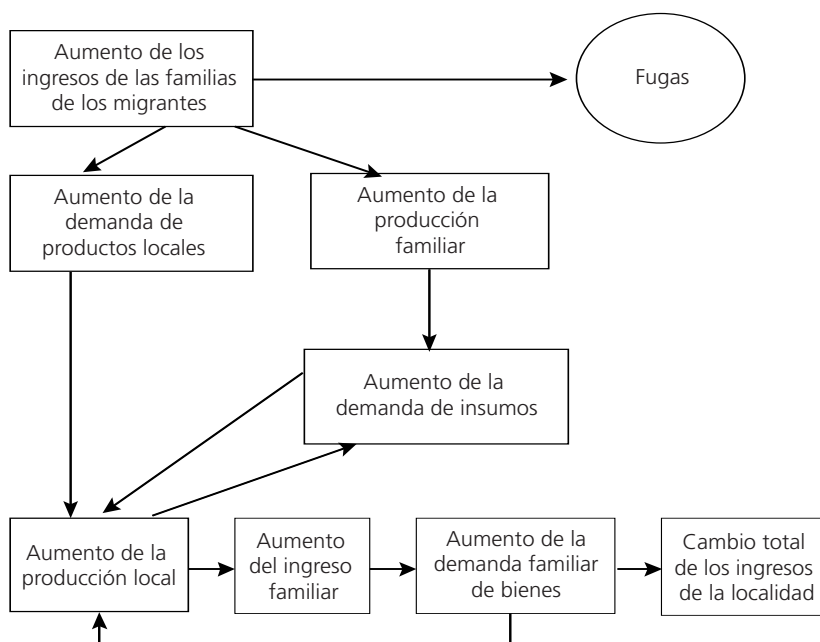 Aumento de los
ingresos de las familias
de los migrantes
Fugas
Aumento de la
demanda de
productos locales
Aumento de la
producción
familiar
Aumento de la
demanda de insumos
Aumento de la
producción local
Aumento
del ingreso
familiar
Aumento de la
demanda familiar
de bienes
Cambio total
de los ingresos
de la localidad